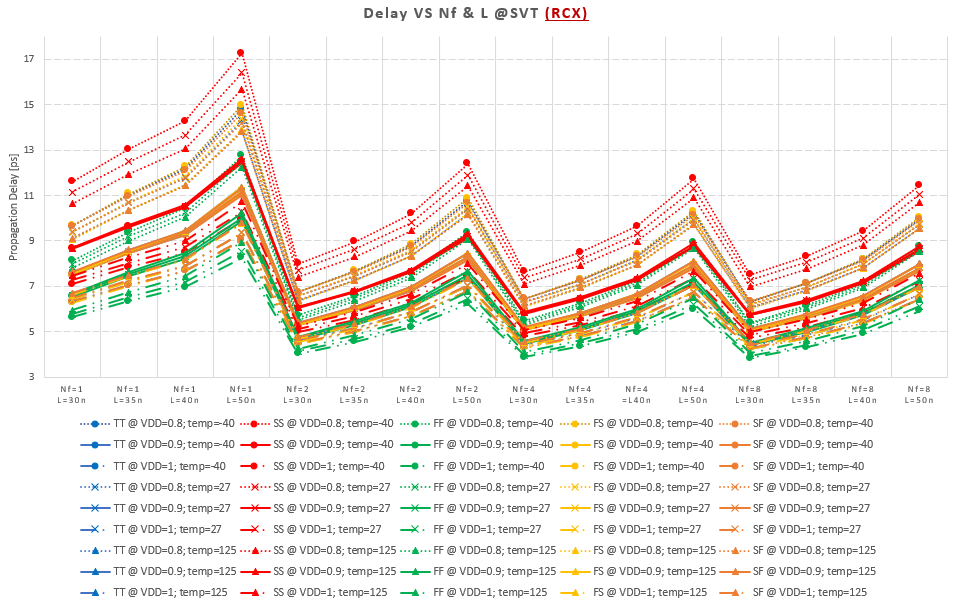 Delay VS Nf & L @SVT (RCX)
Propagation Delay [ps]
17
15
13
11
9
7
5
3
Nf=1 Nf=1 Nf=1 Nf=1 Nf=2 Nf=2 Nf=2 Nf=2 Nf=4 Nf=4 Nf=4 Nf=4 Nf=8 Nf=8 Nf=8 Nf=8
L=30n L=35n L=40n L=50n L=30n L=35n L=40n L=50n L=30n L=35n =L=40n L=50n L=30n L=35n L=40n L=50n
TT @ VDD=0.8; temp=-40 SS @ VDD=0.8; temp=-40 FF @ VDD=0.8; temp=-40 FS @ VDD=0.8; temp=-40 SF @ VDD=0.8; temp=-40
TT @ VDD=0.9; temp=-40 SS @ VDD=0.9; temp=-40 FF @ VDD=0.9; temp=-40 FS @ VDD=0.9; temp=-40 SF @ VDD=0.9; temp=-40
TT @ VDD=1; temp=-40 SS @ VDD=1; temp=-40 FF @ VDD=1; temp=-40 FS @ VDD=1; temp=-40 SF @ VDD=1; temp=-40
TT @ VDD=0.8; temp=27 SS @ VDD=0.8; temp=27 FF @ VDD=0.8; temp=27 FS @ VDD=0.8; temp=27 SF @ VDD=0.8; temp=27
TT @ VDD=0.9; temp=27 SS @ VDD=0.9; temp=27 FF @ VDD=0.9; temp=27 FS @ VDD=0.9; temp=27 SF @ VDD=0.9; temp=27
TT @ VDD=1; temp=27 SS @ VDD=1; temp=27 FF @ VDD=1; temp=27 FS @ VDD=1; temp=27 SF @ VDD=1; temp=27
TT @ VDD=0.8; temp=125 SS @ VDD=0.8; temp=125 FF @ VDD=0.8; temp=125 FS @ VDD=0.8; temp=125 SF @ VDD=0.8; temp=125
TT @ VDD=0.9; temp=125 SS @ VDD=0.9; temp=125 FF @ VDD=0.9; temp=125 FS @ VDD=0.9; temp=125 SF @ VDD=0.9; temp=125
TT @ VDD=1; temp=125 SS @ VDD=1; temp=125 FF @ VDD=1; temp=125 FS @ VDD=1; temp=125 SF @ VDD=1; temp=125